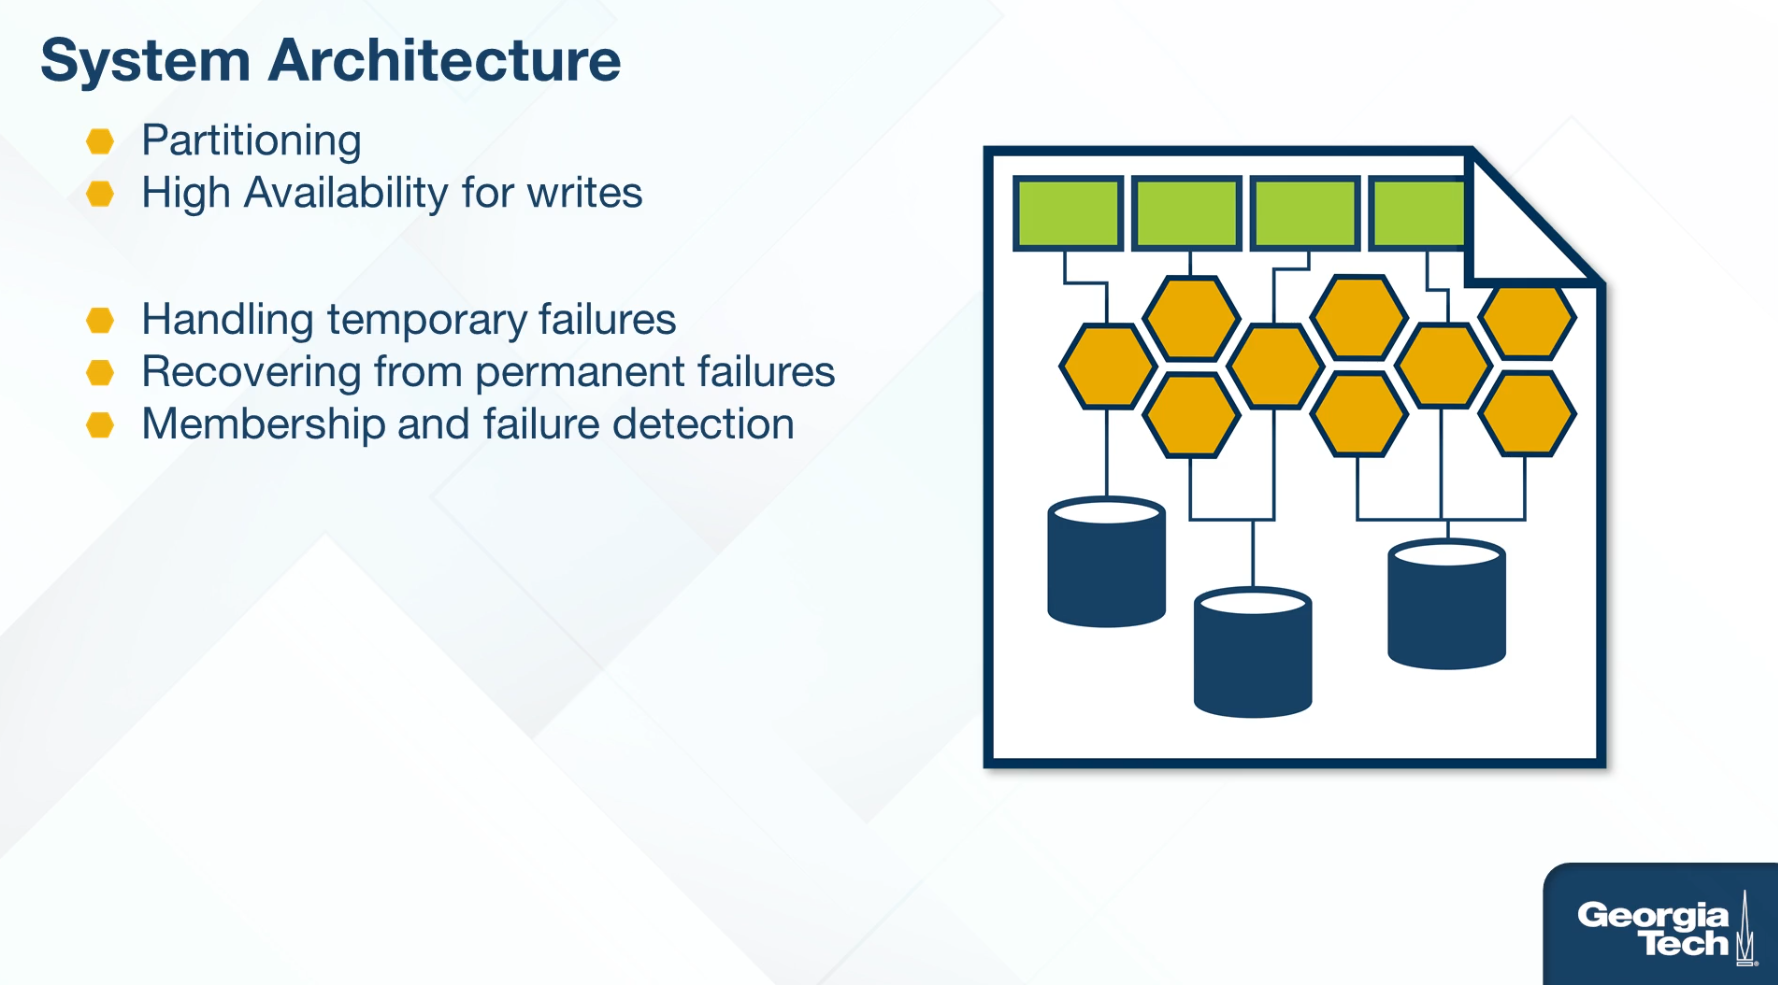 System Architecture
Partitioning
High Availability for writes
Handling temporary failures
Recovering from permanent failures
Membership and failure detection
Georgia
Tech